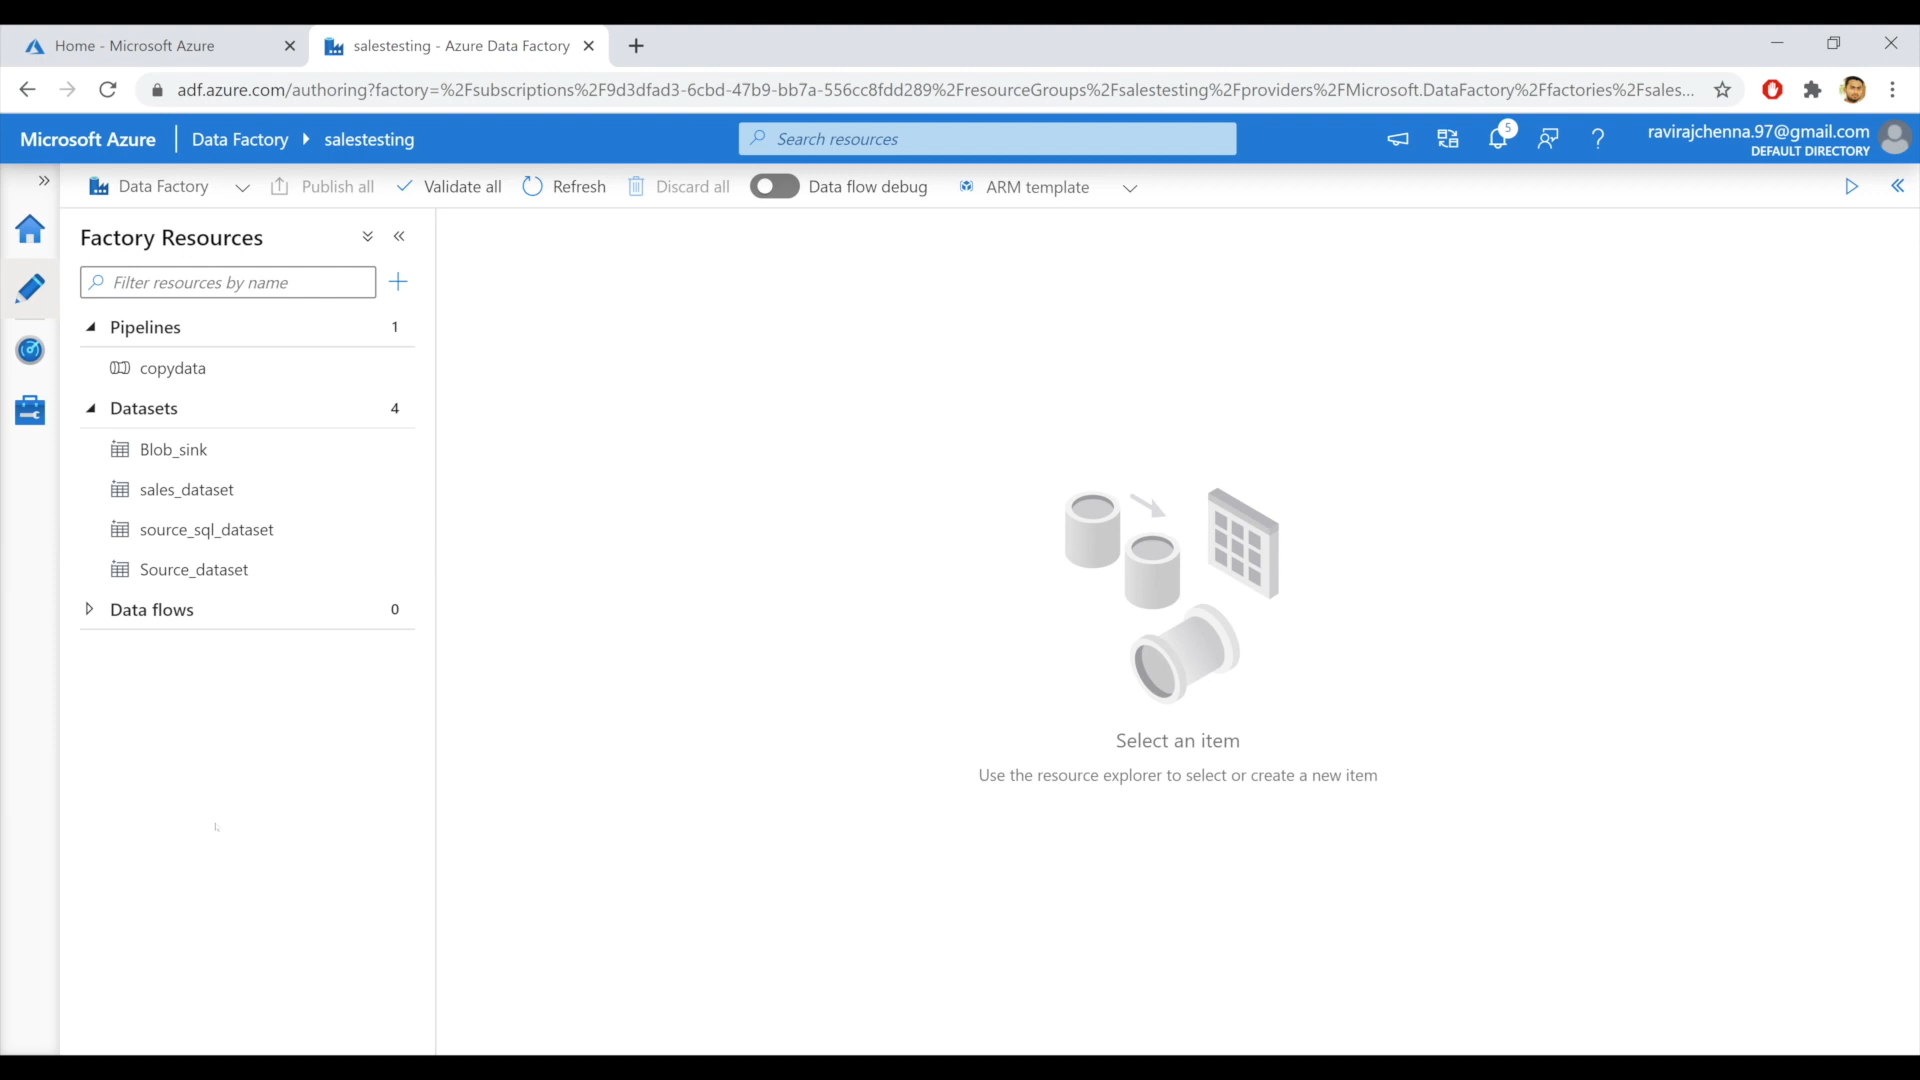 Home - Microsoft Azure
salestesting - Azure Data Factory
adf.azure.com/authoring?factory=%2Fsubscriptions%2F9d3dfad3-6cbd-47b9-bb7a-556cc8fdd289%2FresourceGroups%2Fsalestesting%2Fproviders%2FMicrosoft.DataFactory%2Ffactories%2Fsales...
Microsoft Azure
Data Factory
salestesting
Search resources
5
ravirajchenna.97@gmail.com
DEFAULT DIRECTORY
Data Factory
Publish all
Validate all
Refresh
Discard all
Data flow debug
ARM template
Factory Resources
Filter resources by name
Pipelines 1
copydata
Datasets 4
Blob_sink
sales_dataset
source_sql_dataset
Source_dataset
Data flows 0
Select an item
Use the resource explorer to select or create a new item